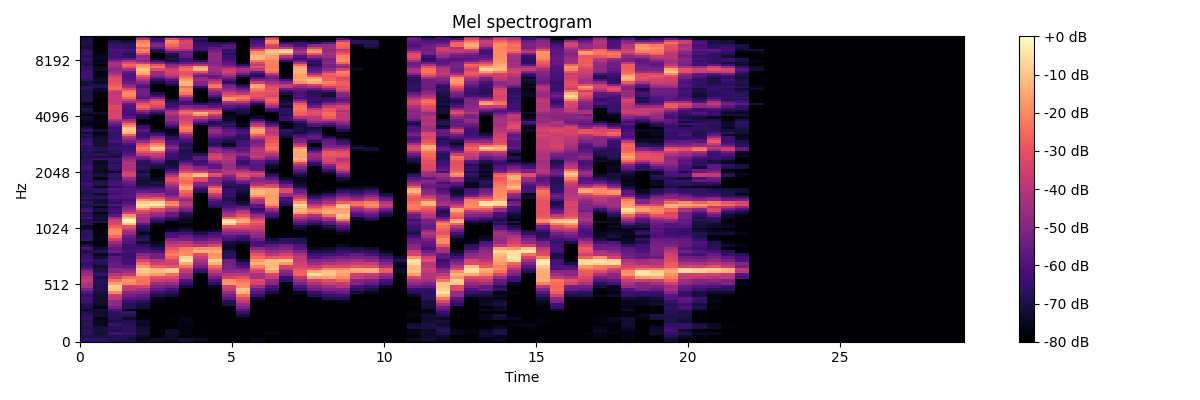 Mel spectrogram
+0 dB
8192
-10 dB
-20 dB
4096
-30 dB
Hz
2048
-40 dB
1024
-50 dB
-60 dB
512
-70 dB
0
-80 dB
0 5 10 15 20 25
Time